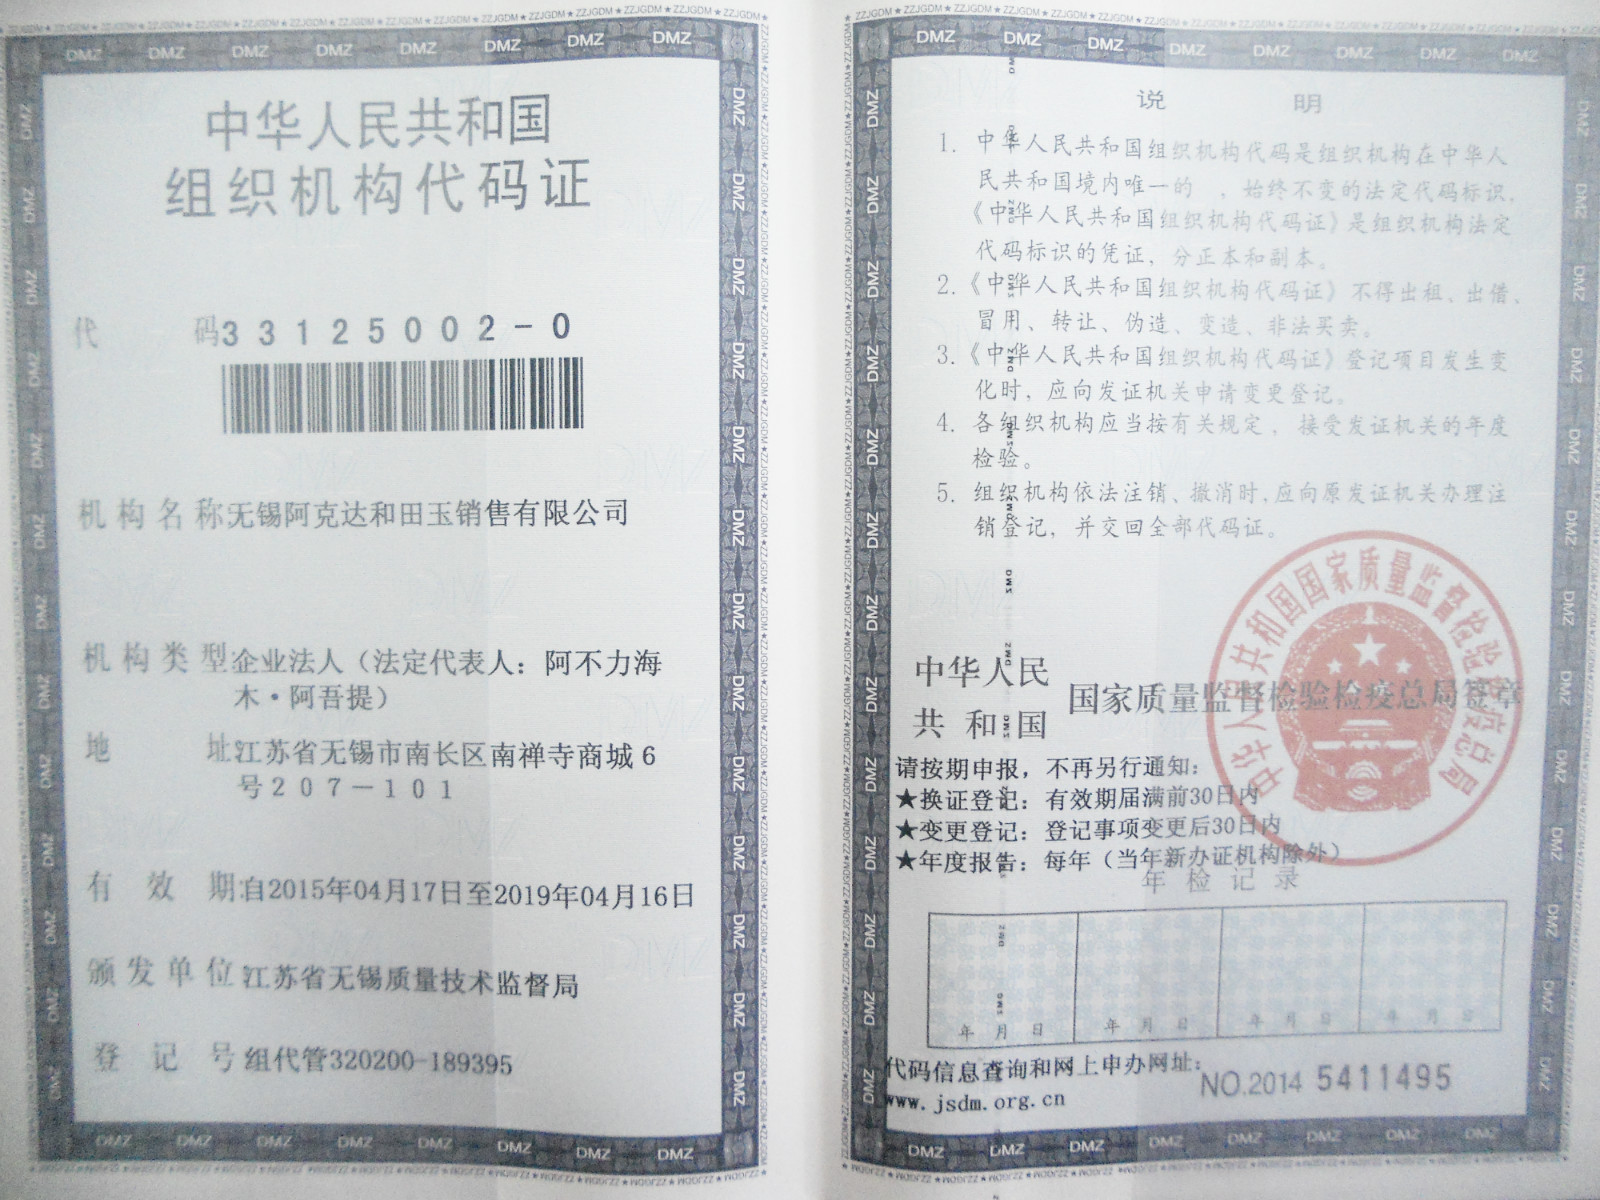 中华人民共和国
组织机构代码证
代 码 33125002-0
机构名称 无锡阿克达和田玉销售有限公司
机构类型 企业法人（法定代表人：阿不力海
木·阿吾提）
地 址 江苏省无锡市南长区南禅寺商城6
号207－101
有 效 期 自2015年04月17日至2019年04月16日
颁发单位 江苏省无锡质量技术监督局
登 记 号 组代管320200-189395
说 明
1. 中华人民共和国组织机构代码是组织机构在中华人
民共和国境内唯一的 、始终不变的法定代码标识，
《中华人民共和国组织机构代码证》是组织机构法定
代码标识的凭证，分正本和副本。
2.《中华人民共和国组织机构代码证》不得出租、出借、
冒用、转让、伪造、变造、非法买卖。
3.《中华人民共和国组织机构代码证》登记项目发生变
化时，应向发证机关申请变更登记。
4. 各组织机构应当按有关规定，接受发证机关的年度
检验。
5. 组织机构依法注销、撤消时，应向原发证机关办理注
销登记，并交回全部代码证。
中华人民共和国国家质量监督检验检疫总局
中华人民
共和国
国家质量监督检验检疫总局签章
请按期申报，不再另行通知：
★换证登记：有效期届满前30日内
★变更登记：登记事项变更后30日内
★年度报告：每年（当年新办证机构除外）
年检记录
年 月 日 年 月 日 年 月 日 年 月 日
代码信息查询和网上申办网址：
www.jsdm.org.cn
NO.2014 5411495